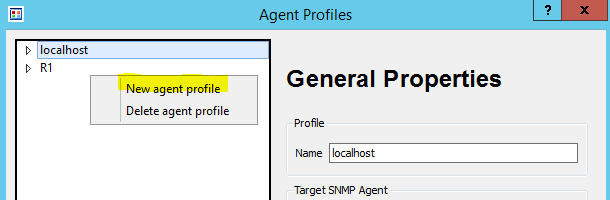 Agent Profiles
? x
localhost
R1
New agent profile
Delete agent profile
General Properties
Profile
Name localhost
Target SNMP Agent